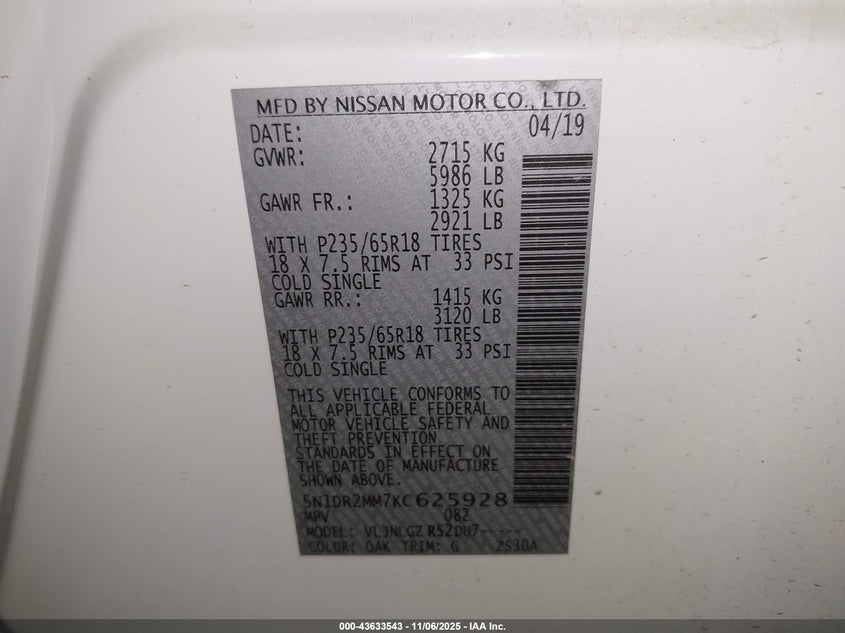 MFD BY NISSAN MOTOR CO., LTD.
DATE: 04/19
GVWR: 2715 KG
5986 LB
GAWR FR.: 1325 KG
2921 LB
WITH P235/65R18 TIRES
18 X 7.5 RIMS AT 33 PSI
COLD SINGLE
GAWR RR.: 1415 KG
3120 LB
WITH P235/65R18 TIRES
18 X 7.5 RIMS AT 33 PSI
COLD SINGLE
THIS VEHICLE CONFORMS TO
ALL APPLICABLE FEDERAL
MOTOR VEHICLE SAFETY AND
THEFT PREVENTION
STANDARDS IN EFFECT ON
THE DATE OF MANUFACTURE
SHOWN ABOVE.
5N1DR2MM7KC625928
MPV 082
MODEL: VLJNLGZ R52DU7-----
COLOR: QAK TRIM: G ZS3DA
000-43633543 - 11/06/2025 - IAA Inc.